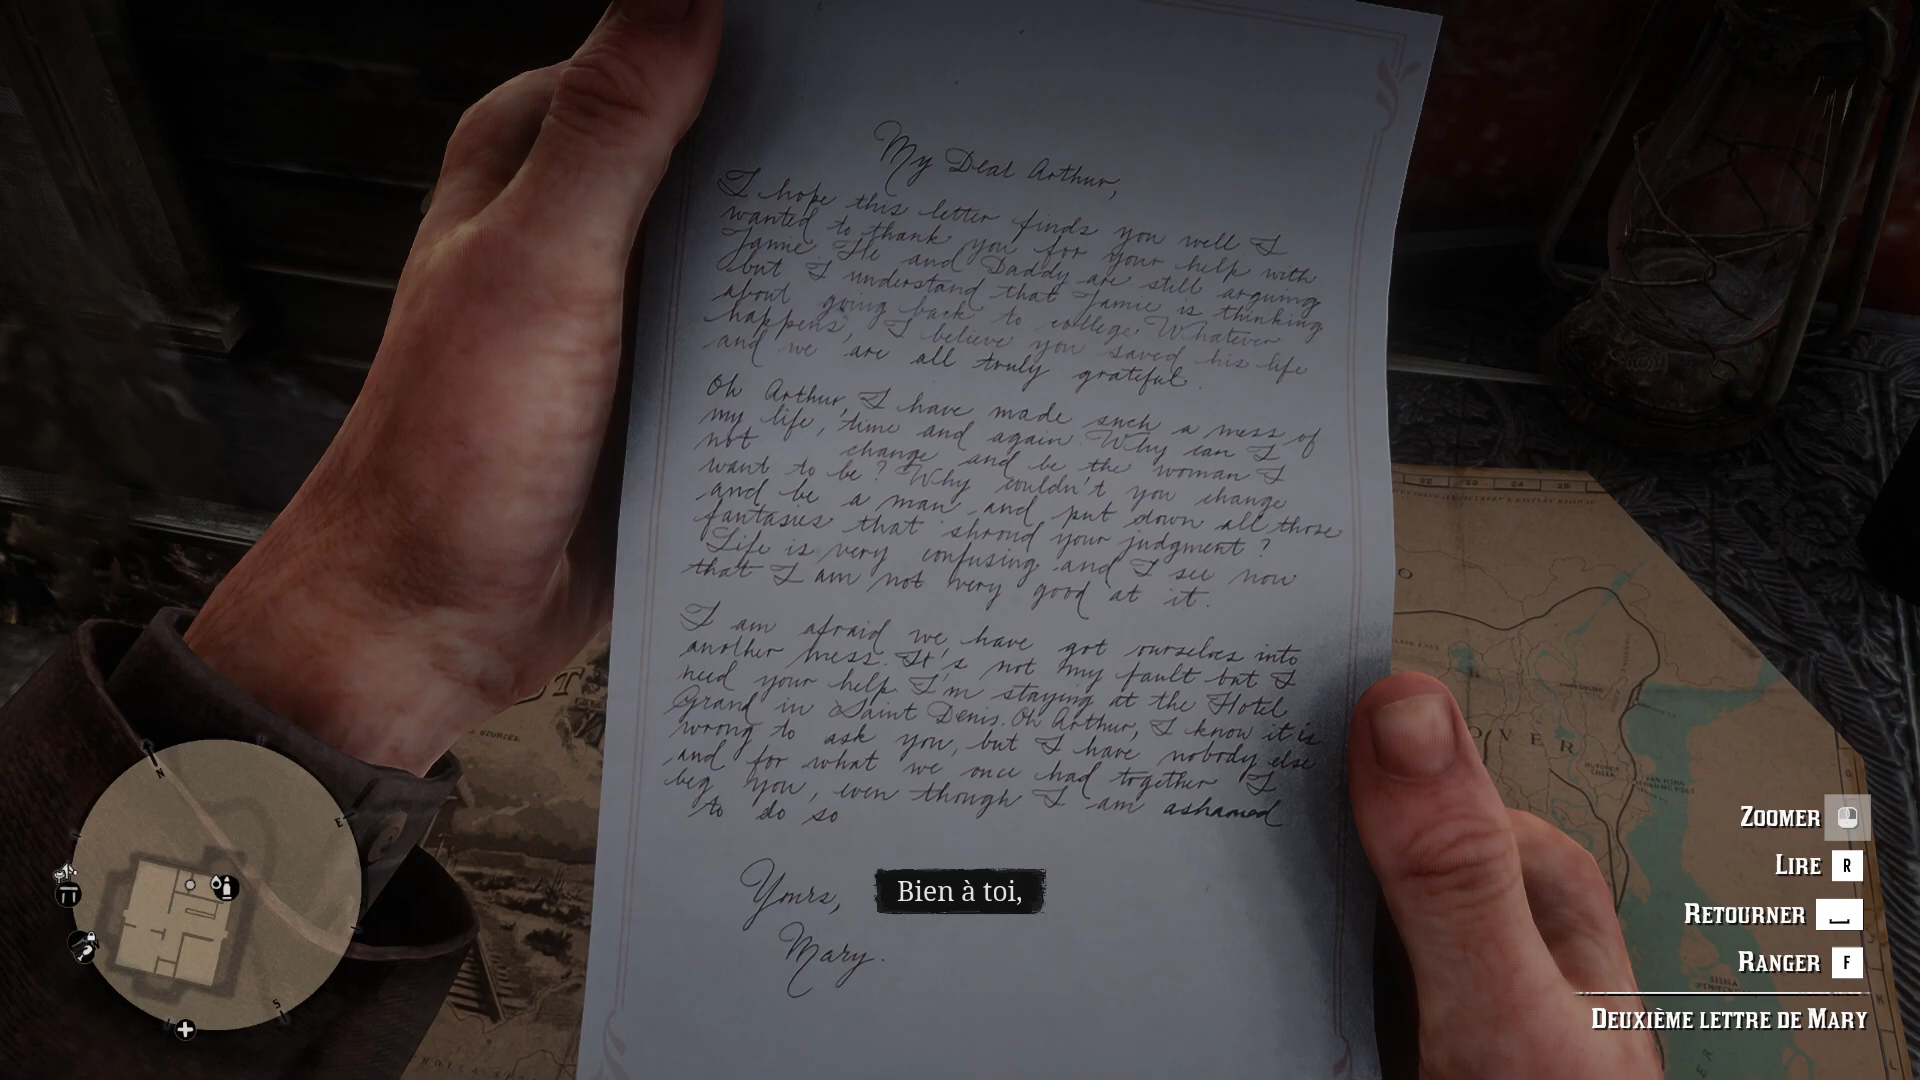 My Dear Arthur,
I hope this letter finds you well I
wanted to thank you for your help with
Jamie He and Daddy are still arguing
but I understand that Jamie is thinking
about going back to college. Whatever
happens, I believe you saved his life
and we are all truly grateful.
Oh Arthur, I have made such a mess of
my life, time and again. Why can I
not change and be the woman I
want to be? Why couldn't you change
and be a man and put down all those
fantasies that shroud your judgment?
Life is very confusing and I see now
that I am not very good at it.
I am afraid we have got ourselves into
another mess. It's not my fault but I
need your help. I'm staying at the Hotel
Grand in Saint Denis. Oh Arthur, I know it is
wrong to ask you, but I have nobody else
and for what we once had together I
beg you, even though I am ashamed
to do so
Yours,
Bien à toi,
Mary.
22 23 24 25
O V E R
N
E
S
ZOOMER
LIRE R
RETOURNER
RANGER F
DEUXIÈME LETTRE DE MARY